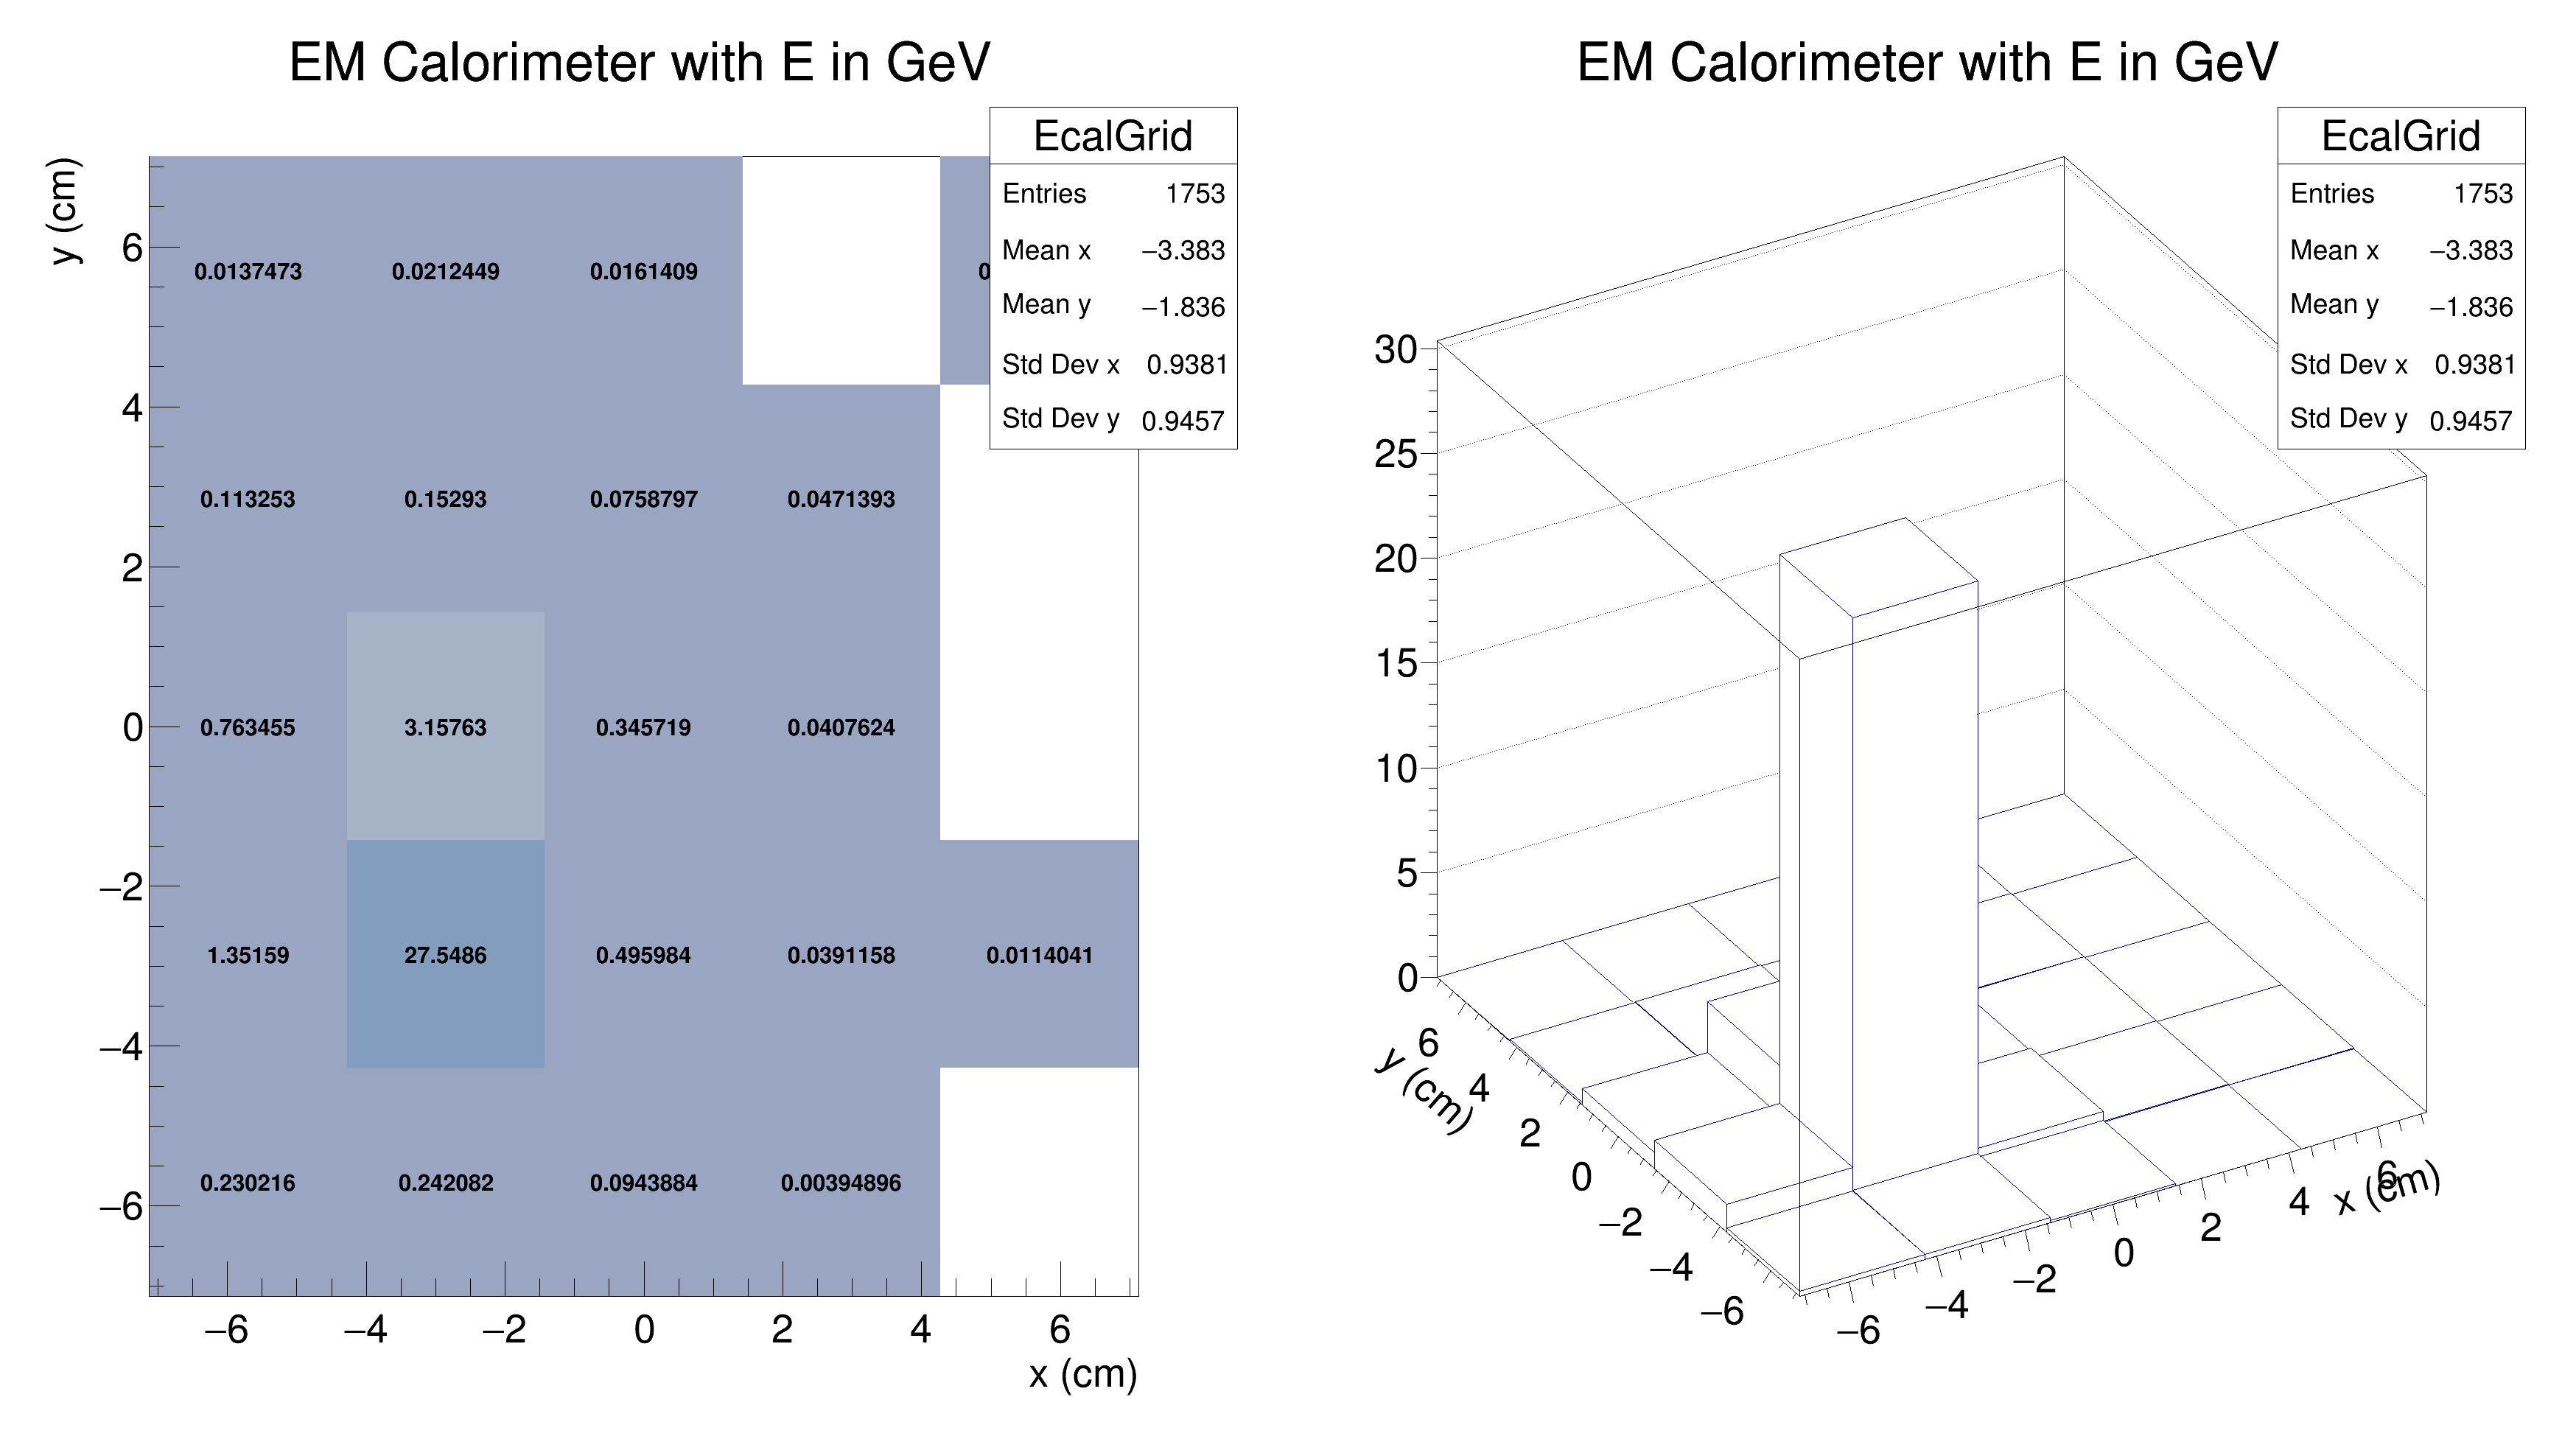 EM Calorimeter with E in GeV
EcalGrid
Entries 1753
Mean x −3.383
Mean y −1.836
Std Dev x 0.9381
Std Dev y 0.9457
y (cm)
6
4
2
0
−2
−4
−6
0.0137473 0.0212449 0.0161409
0.113253 0.15293 0.0758797 0.0471393
0.763455 3.15763 0.345719 0.0407624
1.35159 27.5486 0.495984 0.0391158 0.0114041
0.230216 0.242082 0.0943884 0.00394896
−6 −4 −2 0 2 4 6
x (cm)
EM Calorimeter with E in GeV
EcalGrid
Entries 1753
Mean x −3.383
Mean y −1.836
Std Dev x 0.9381
Std Dev y 0.9457
30
25
20
15
10
5
0
y (cm)
6
4
2
0
−2
−4
−6
−6 −4 −2 0 2 4 6
x (cm)